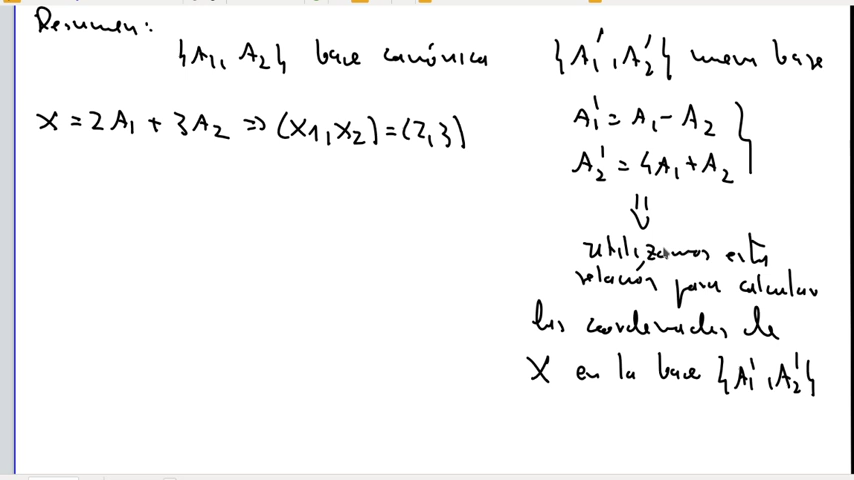 Resumen:
{A1, A2} base canónica
X = 2A1 + 3A2 => (X1, X2) = (2,3)
{A1', A2'} nueva base
A1' = A1 - A2
A2' = 4A1 + A2
utilizamos esta
relación para calcular
las coordenadas de
X en la base {A1', A2'}